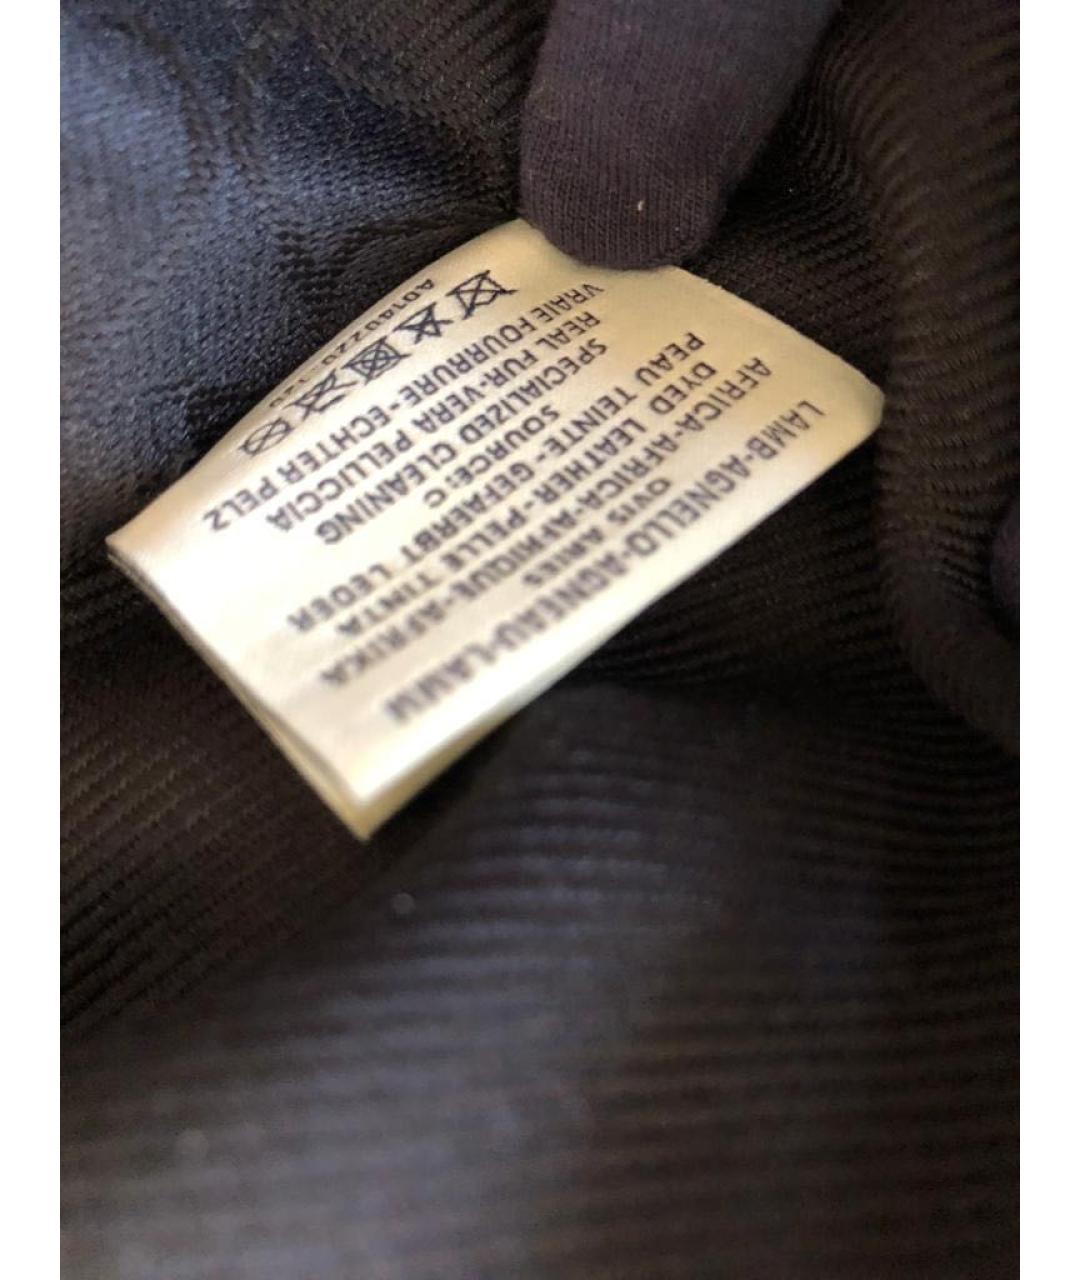 LAMB-AGNELLO-AGNEAU-LAMM
OVIS ARIES
AFRICA-AFRICA-AFRIQUE-AFRIKA
DYED LEATHER-PELLE TINTA
PEAU TEINTE-GEFAERBT LEDER
SOURCE:C
SPECIALIZED CLEANING
REAL FUR-VERA PELLICCIA
VRAIE FOURRURE-ECHTER PELZ